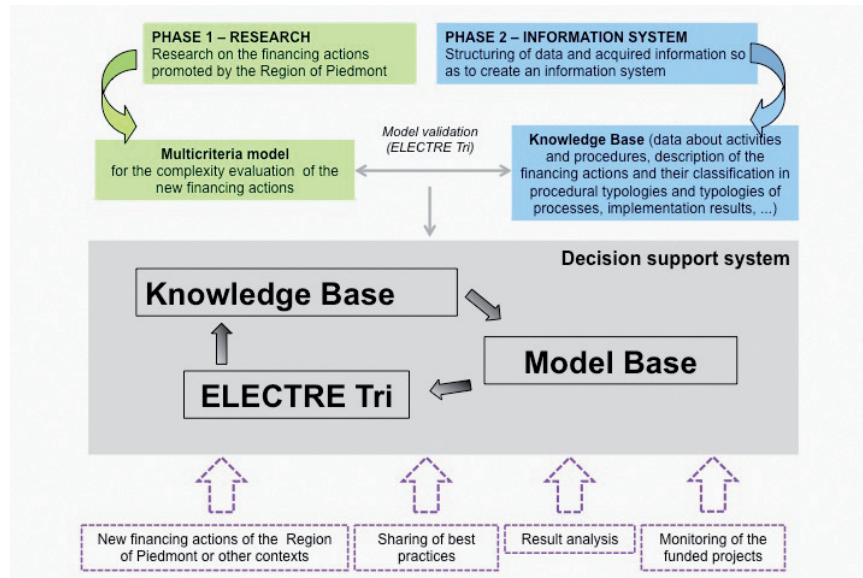 PHASE 1 – RESEARCH
Research on the financing actions
promoted by the Region of Piedmont
PHASE 2 – INFORMATION SYSTEM
Structuring of data and acquired information so
as to create an information system
Multicriteria model
for the complexity evaluation of the
new financing actions
Model validation
(ELECTRE Tri)
Knowledge Base (data about activities
and procedures, description of the
financing actions and their classification in
procedural typologies and typologies of
processes, implementation results, ...)
Decision support system
Knowledge Base
Model Base
ELECTRE Tri
New financing actions of the Region
of Piedmont or other contexts
Sharing of best
practices
Result analysis
Monitoring of the
funded projects